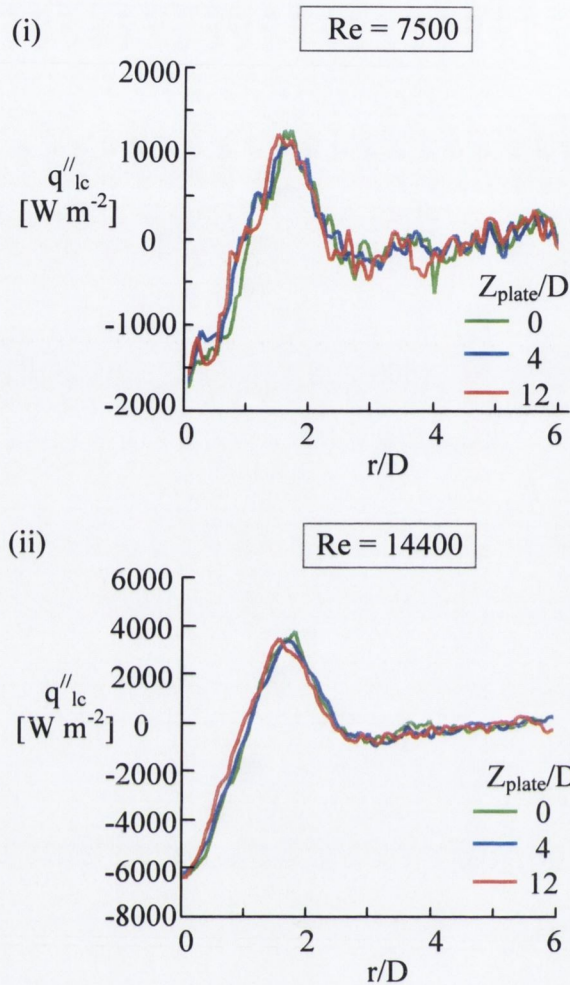 (i)
Re = 7500
2000
1000
0
-1000
-2000
q″lc
[W m-2]
Zplate/D
0
4
12
0
2
4
6
r/D
(ii)
Re = 14400
6000
4000
2000
0
-2000
-4000
-6000
-8000
q″lc
[W m-2]
Zplate/D
0
4
12
0
2
4
6
r/D